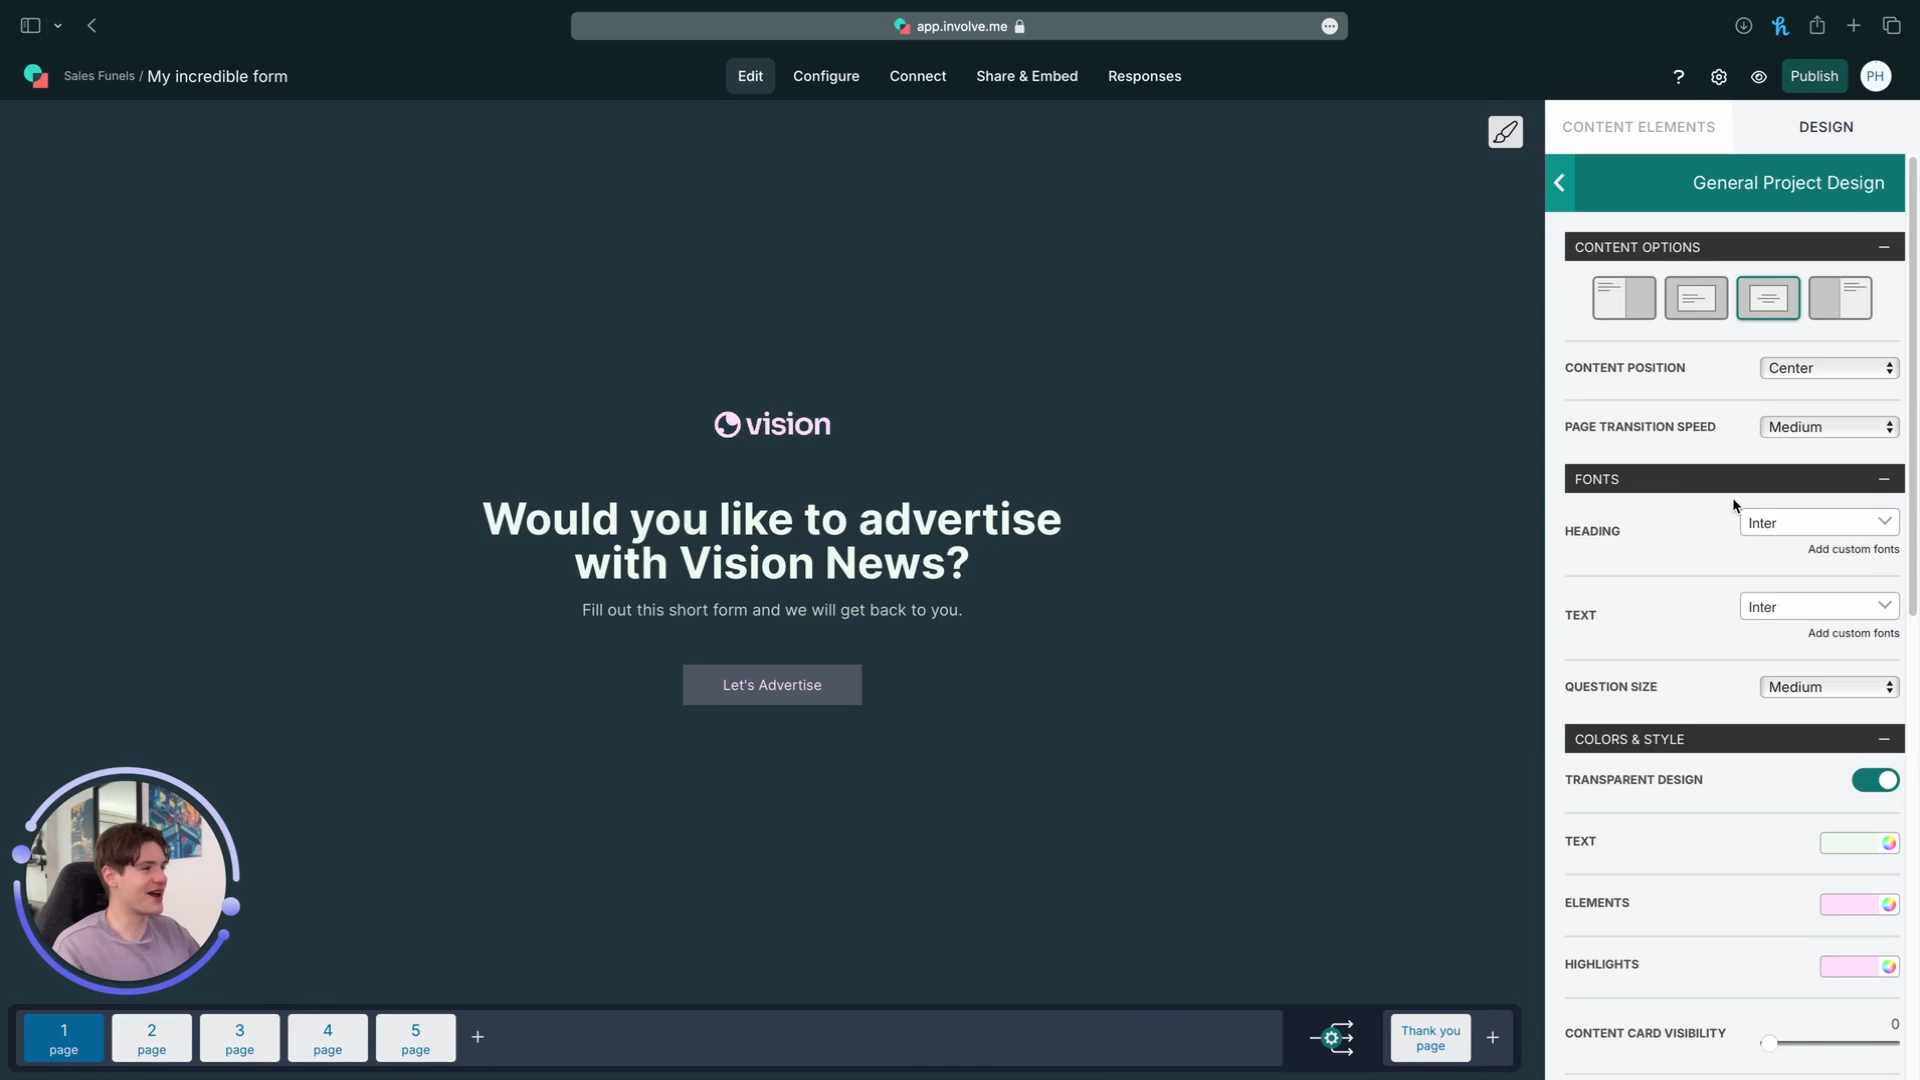 app.involve.me
Sales Funels / My incredible form
Edit
Configure
Connect
Share & Embed
Responses
?
Publish
PH
CONTENT ELEMENTS
DESIGN
General Project Design
CONTENT OPTIONS
CONTENT POSITION
Center
PAGE TRANSITION SPEED
Medium
FONTS
HEADING
Inter
Add custom fonts
TEXT
Inter
Add custom fonts
QUESTION SIZE
Medium
COLORS & STYLE
TRANSPARENT DESIGN
TEXT
ELEMENTS
HIGHLIGHTS
CONTENT CARD VISIBILITY
0
vision
Would you like to advertise
with Vision News?
Fill out this short form and we will get back to you.
Let's Advertise
1
page
2
page
3
page
4
page
5
page
+
Thank you
page
+